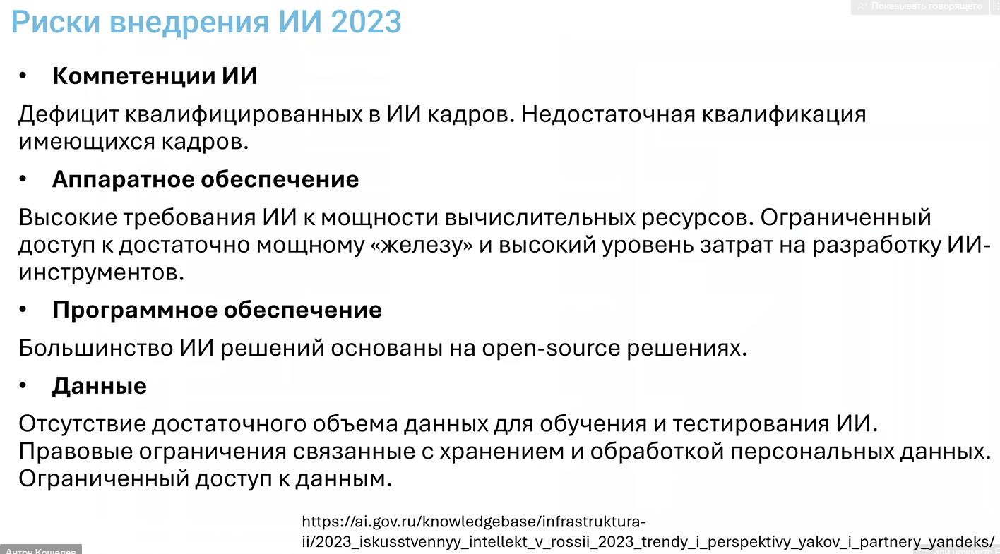 Показывать говорящего
Риски внедрения ИИ 2023
• Компетенции ИИ
Дефицит квалифицированных в ИИ кадров. Недостаточная квалификация
имеющихся кадров.
• Аппаратное обеспечение
Высокие требования ИИ к мощности вычислительных ресурсов. Ограниченный
доступ к достаточно мощному «железу» и высокий уровень затрат на разработку ИИ-
инструментов.
• Программное обеспечение
Большинство ИИ решений основаны на open-source решениях.
• Данные
Отсутствие достаточного объема данных для обучения и тестирования ИИ.
Правовые ограничения связанные с хранением и обработкой персональных данных.
Ограниченный доступ к данным.
https://ai.gov.ru/knowledgebase/infrastruktura-
ii/2023_iskusstvennyy_intellekt_v_rossii_2023_trendy_i_perspektivy_yakov_i_partnery_yandeks/
Антон Кошелев
или нажмите